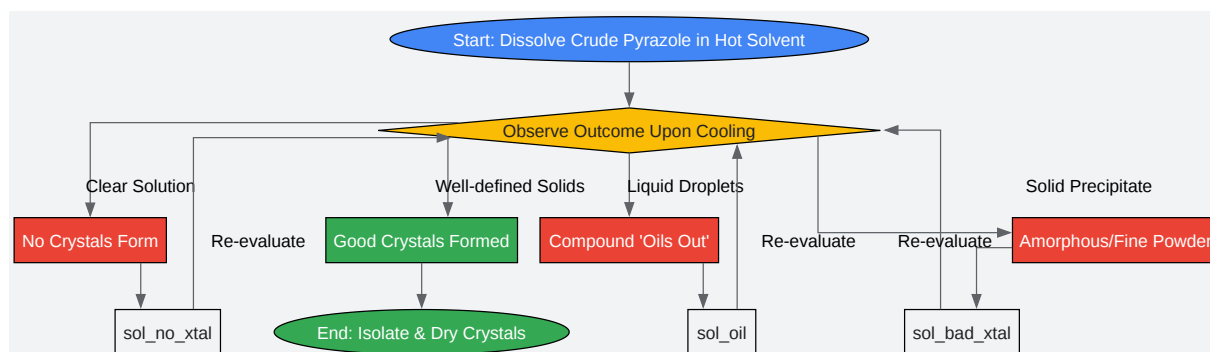 Start: Dissolve Crude Pyrazole in Hot Solvent
Observe Outcome Upon Cooling
Clear Solution
Well-defined Solids
Liquid Droplets
Solid Precipitate
No Crystals Form
Re-evaluate
Good Crystals Formed
Compound 'Oils Out'
Re-evaluate
Re-evaluate
Amorphous/Fine Powder
sol_no_xtal
End: Isolate & Dry Crystals
sol_oil
sol_bad_xtal